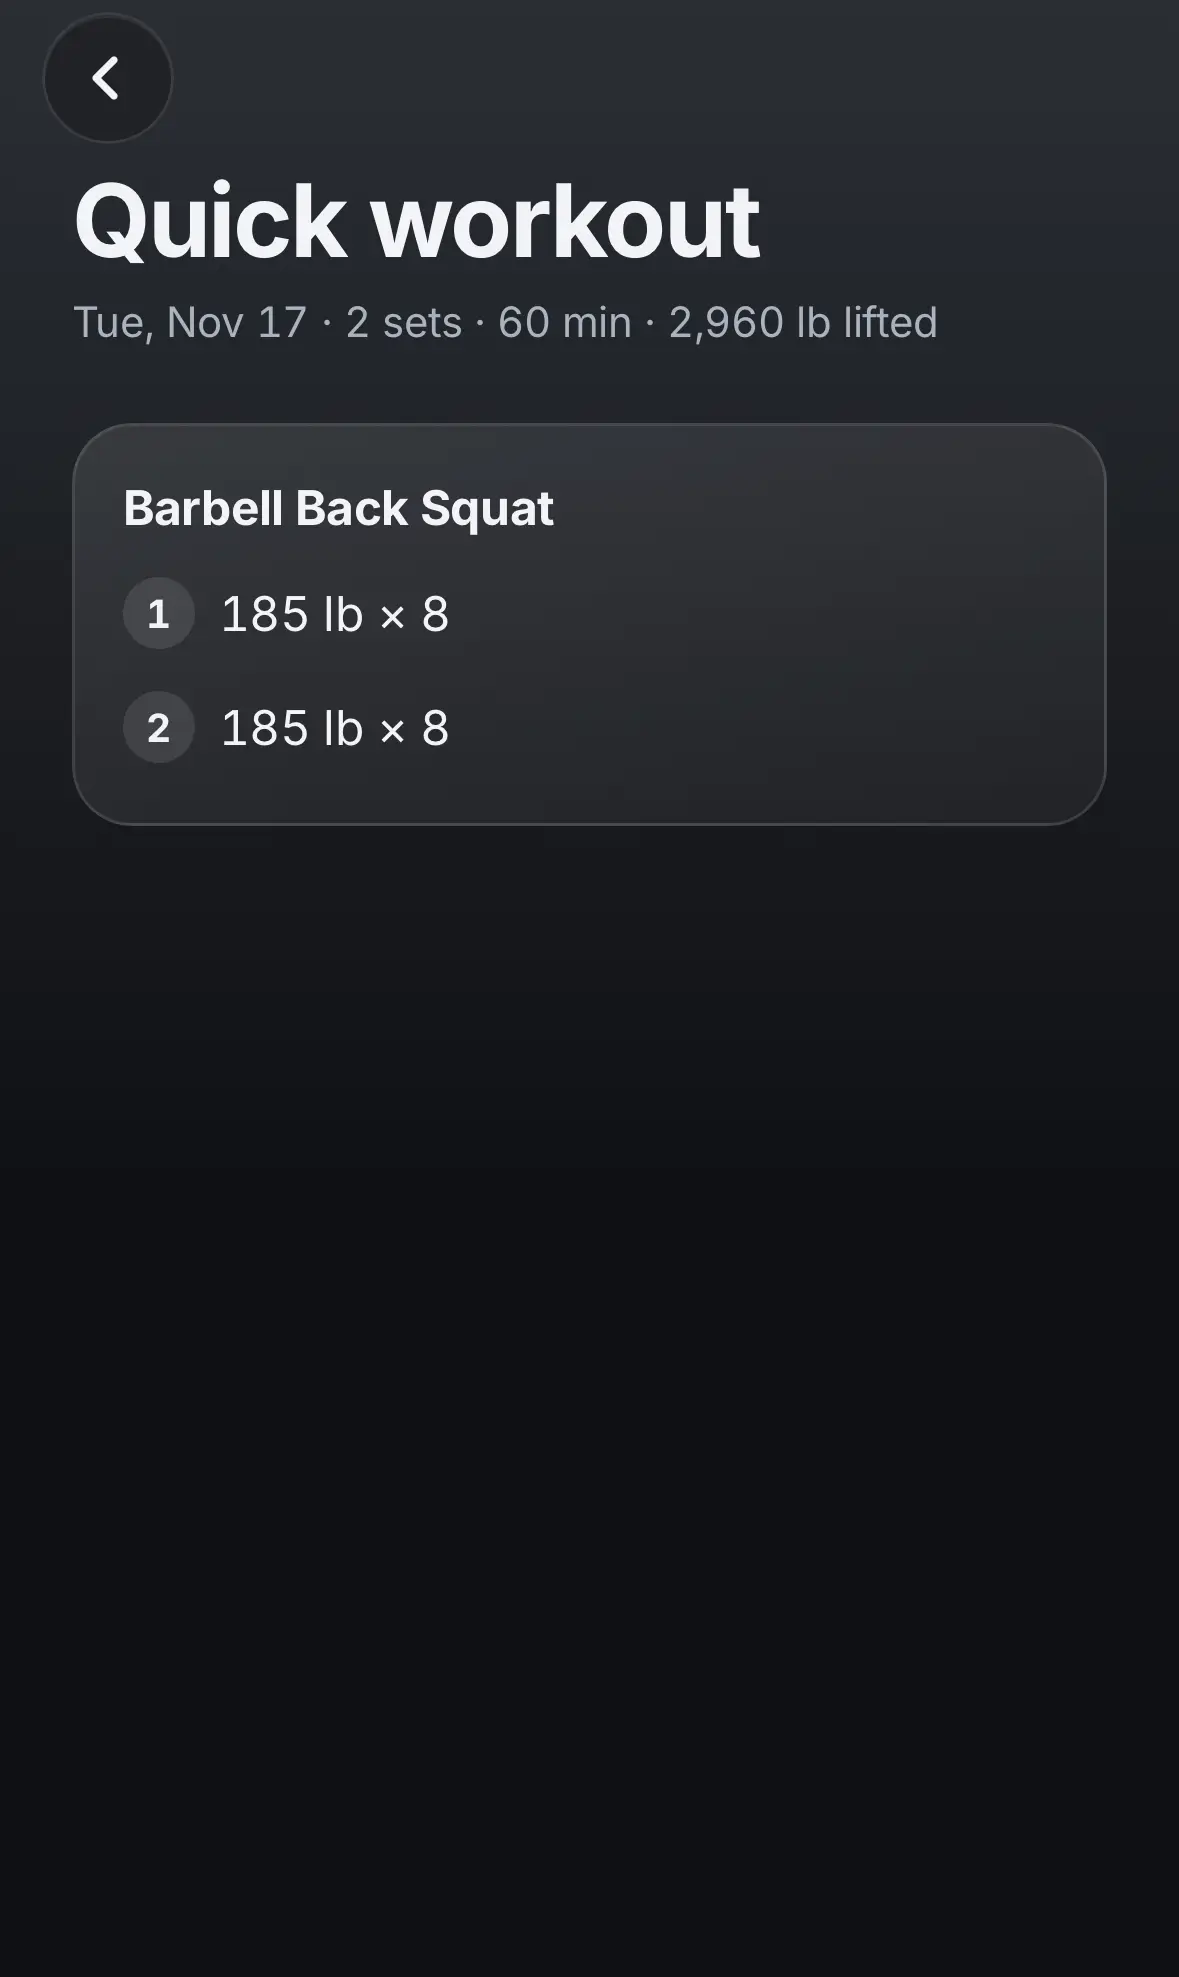 Quick workout
Tue, Nov 17 · 2 sets · 60 min · 2,960 lb lifted
Barbell Back Squat
1 185 lb × 8
2 185 lb × 8